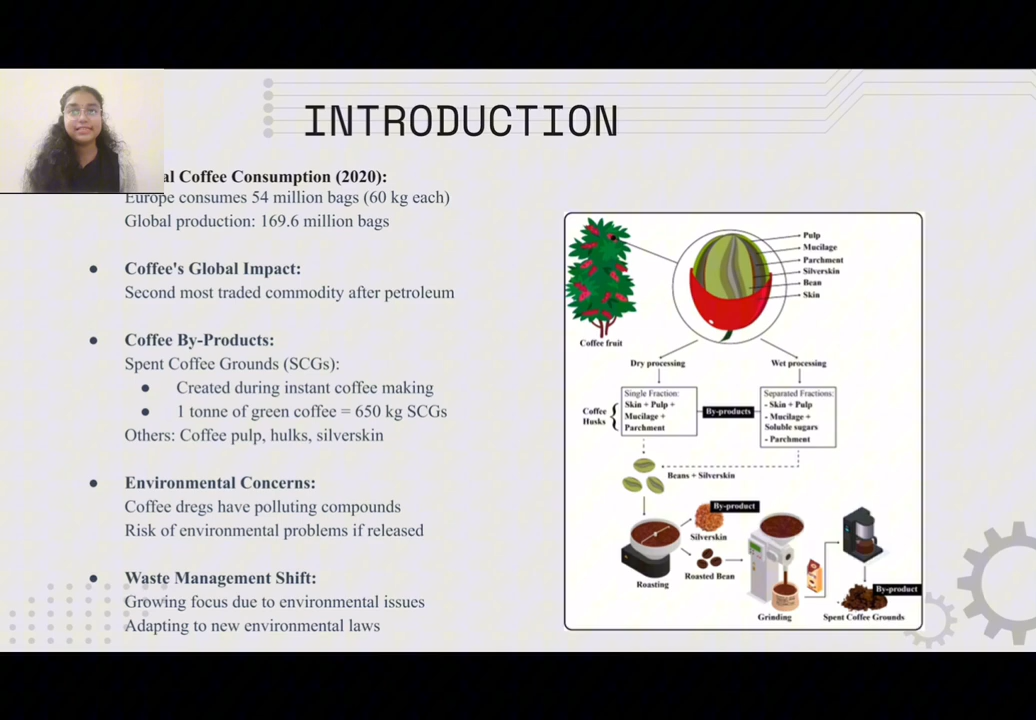 INTRODUCTION
al Coffee Consumption (2020):
Europe consumes 54 million bags (60 kg each)
Global production: 169.6 million bags
● Coffee's Global Impact:
Second most traded commodity after petroleum
● Coffee By-Products:
Spent Coffee Grounds (SCGs):
● Created during instant coffee making
● 1 tonne of green coffee = 650 kg SCGs
Others: Coffee pulp, hulks, silverskin
● Environmental Concerns:
Coffee dregs have polluting compounds
Risk of environmental problems if released
● Waste Management Shift:
Growing focus due to environmental issues
Adapting to new environmental laws
Pulp
Mucilage
Parchment
Silverskin
Bean
Skin
Coffee fruit
Dry processing
Wet processing
Coffee
Husks
Single Fraction:
Skin + Pulp +
Mucilage +
Parchment
By-products
Separated Fractions:
- Skin + Pulp
- Mucilage +
Soluble sugars
- Parchment
Beans + Silverskin
By-product
Silverskin
Roasting
Roasted Bean
Grinding
By-product
Spent Coffee Grounds